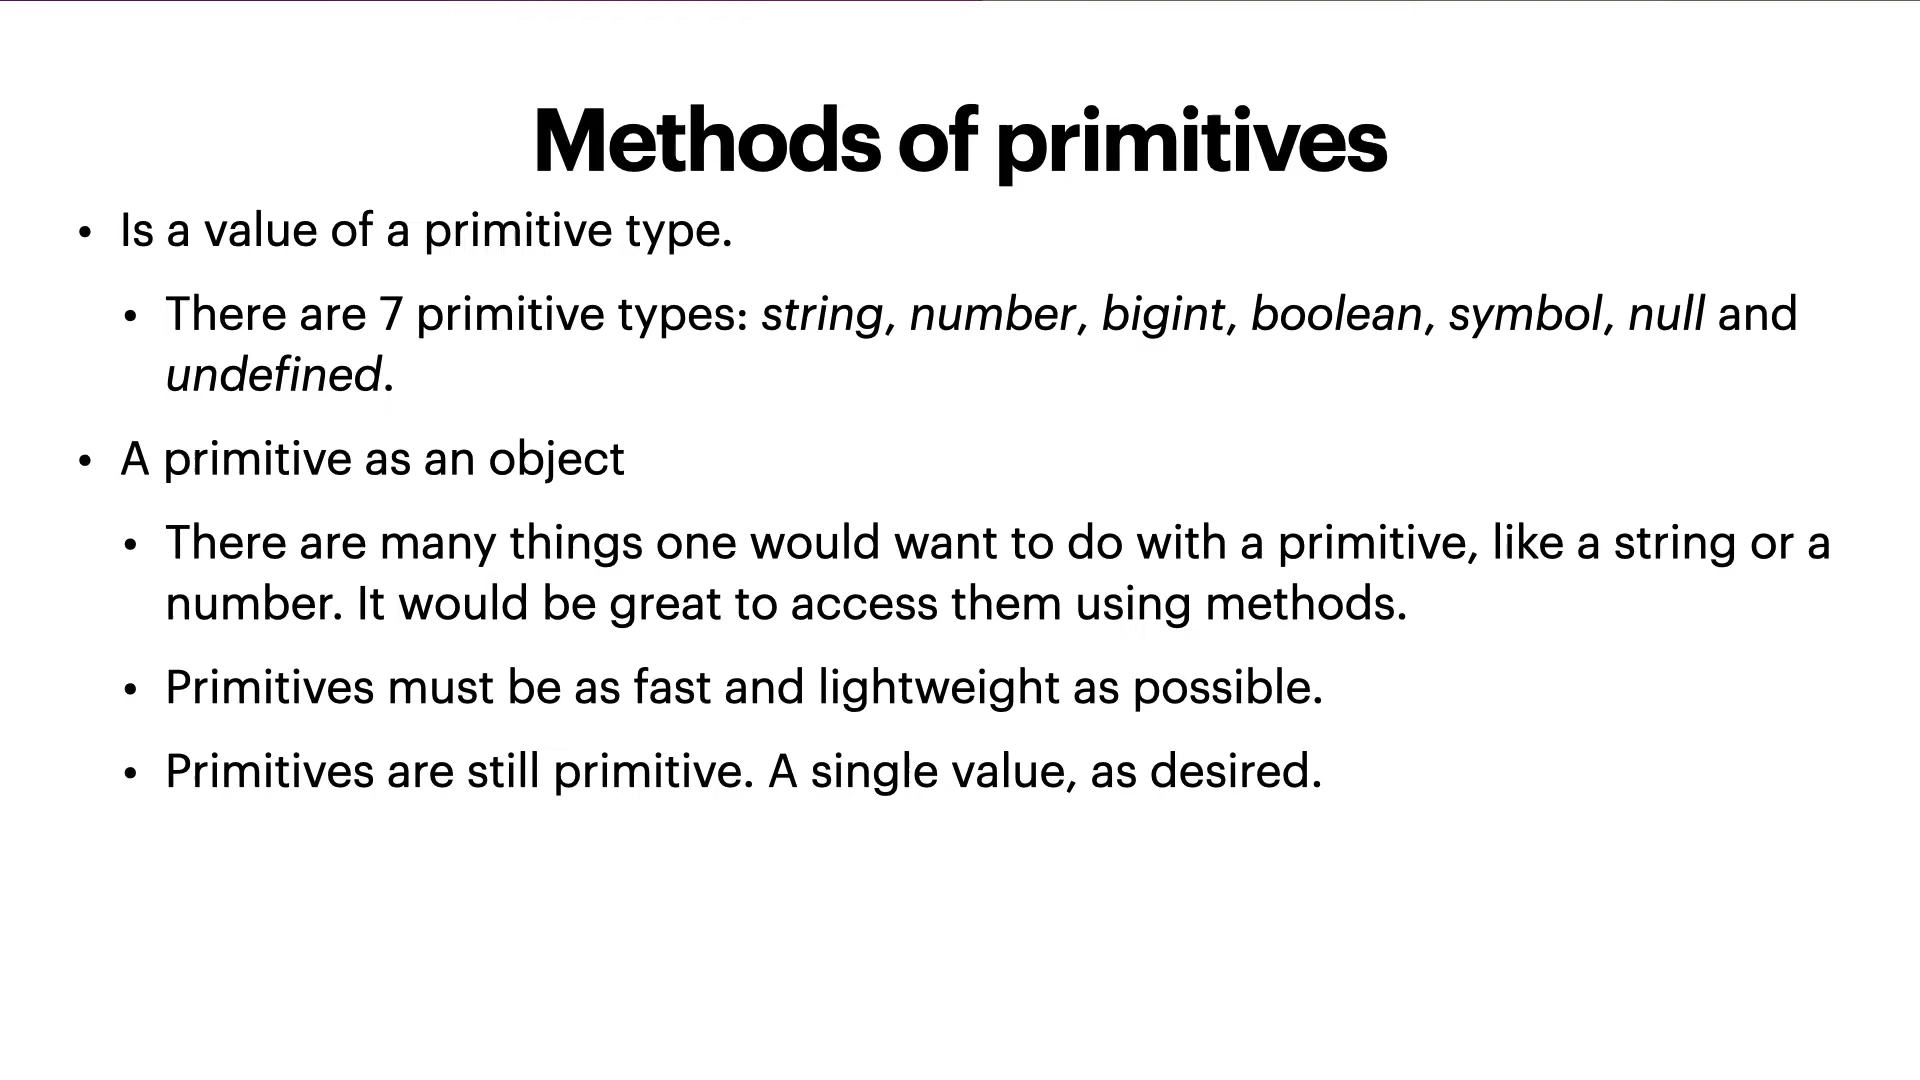 Methods of primitives
• Is a value of a primitive type.
• There are 7 primitive types: string, number, bigint, boolean, symbol, null and
undefined.
• A primitive as an object
• There are many things one would want to do with a primitive, like a string or a
number. It would be great to access them using methods.
• Primitives must be as fast and lightweight as possible.
• Primitives are still primitive. A single value, as desired.